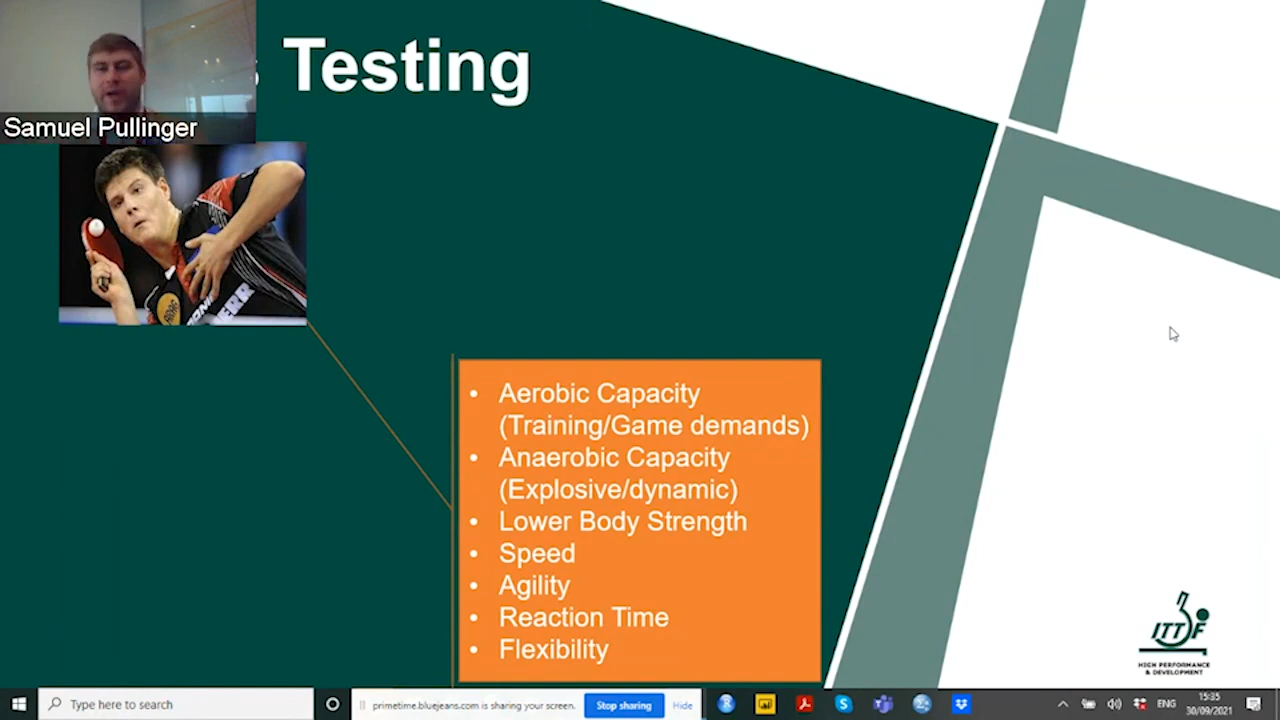 Testing
Samuel Pullinger
• Aerobic Capacity
(Training/Game demands)
• Anaerobic Capacity
(Explosive/dynamic)
• Lower Body Strength
• Speed
• Agility
• Reaction Time
• Flexibility
ITTF
HIGH PERFORMANCE
& DEVELOPMENT
Type here to search
primetime.bluejeans.com is sharing your screen.
Stop sharing
Hide
ENG
15:35
30/09/2021